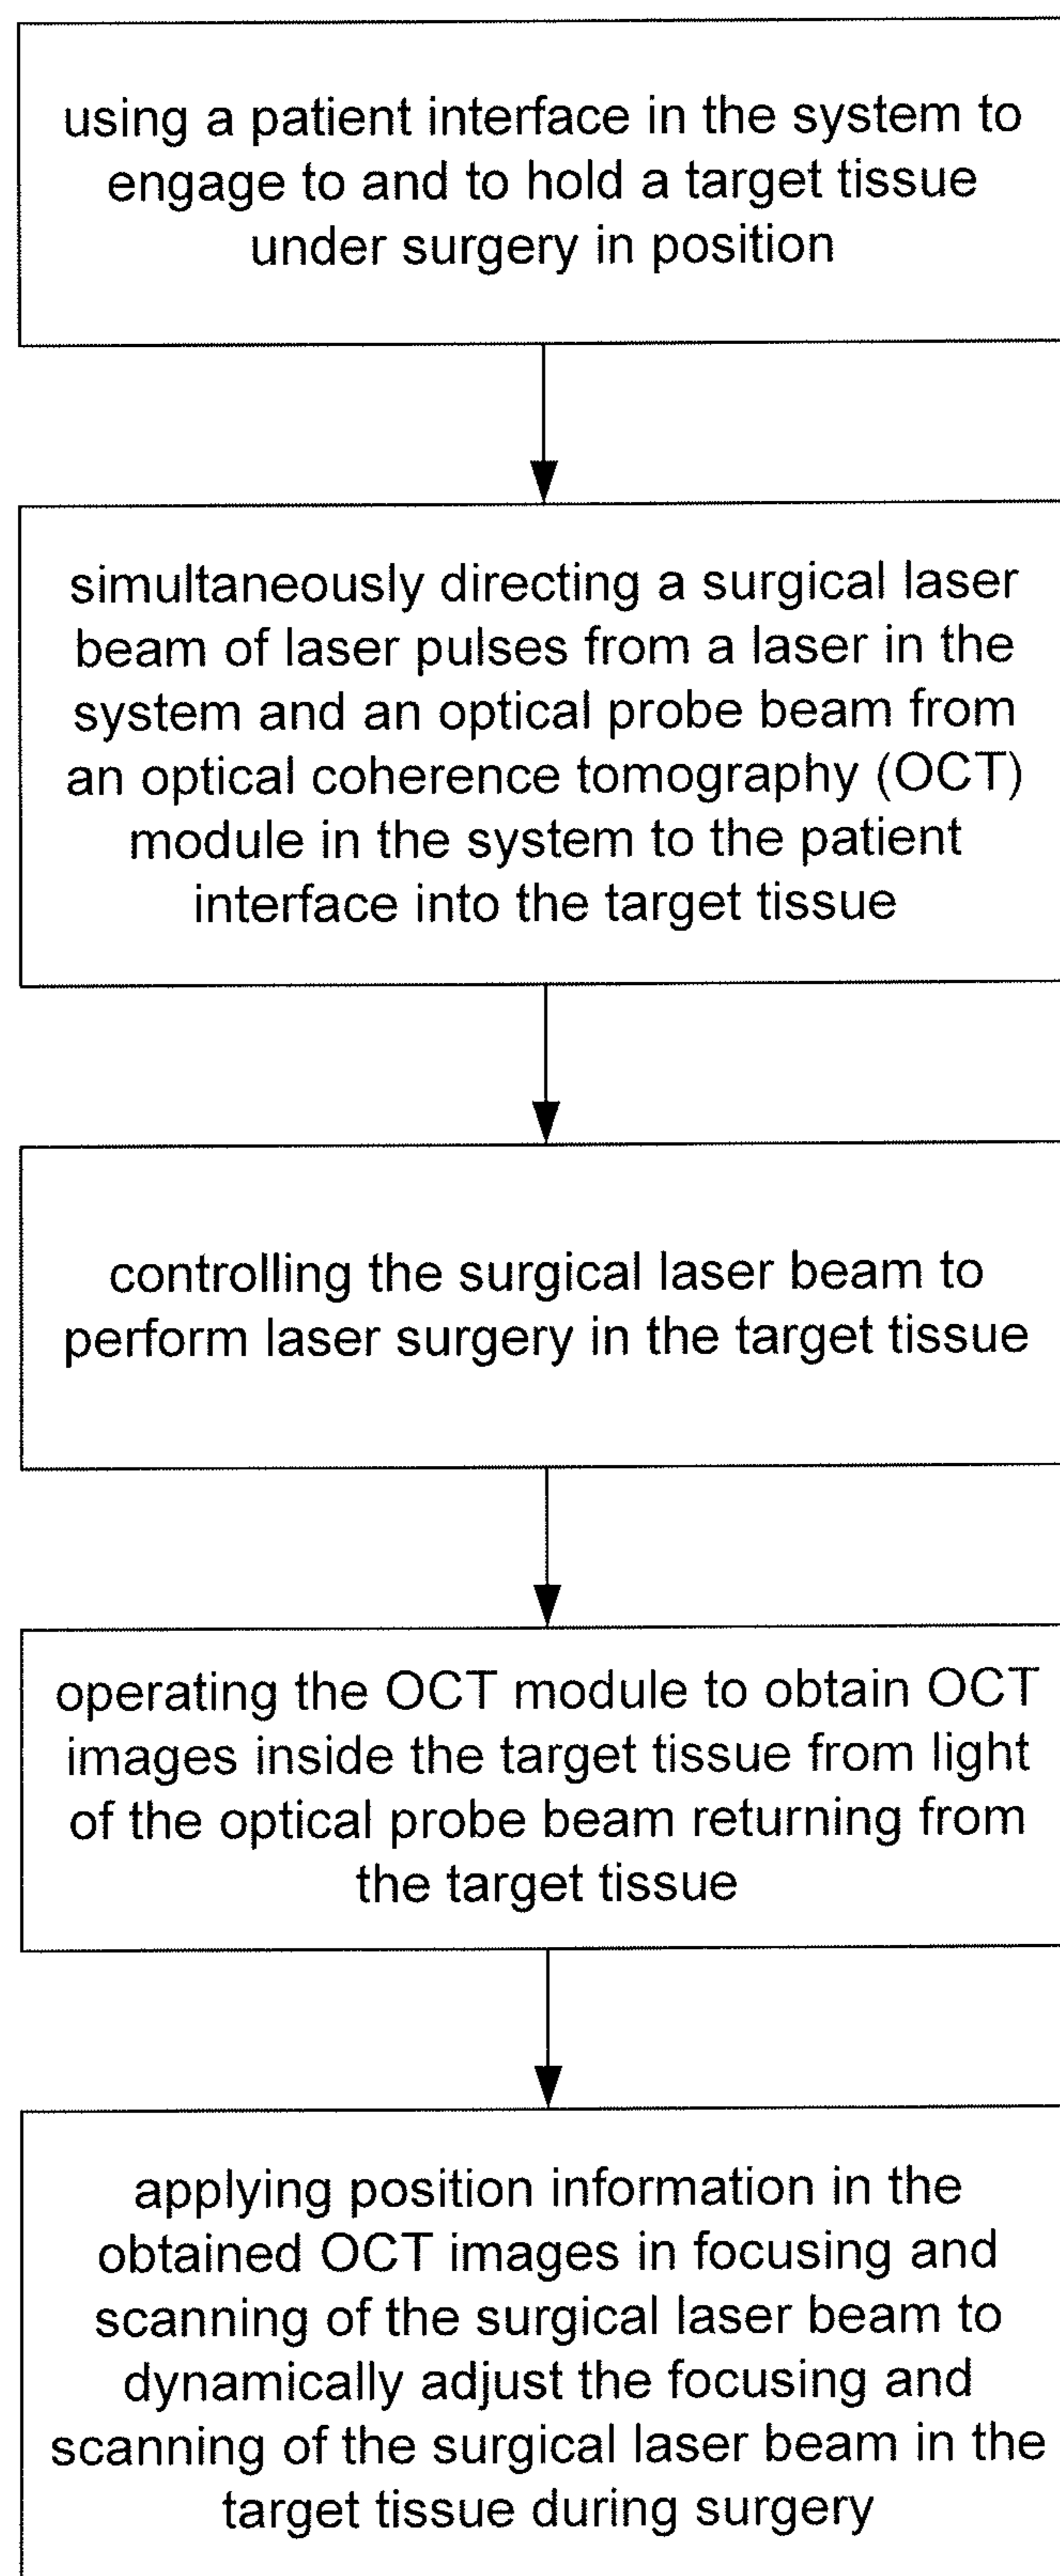 using a patient interface in the system to
engage to and to hold a target tissue
under surgery in position
simultaneously directing a surgical laser
beam of laser pulses from a laser in the
system and an optical probe beam from
an optical coherence tomography (OCT)
module in the system to the patient
interface into the target tissue
controlling the surgical laser beam to
perform laser surgery in the target tissue
operating the OCT module to obtain OCT
images inside the target tissue from light
of the optical probe beam returning from
the target tissue
applying position information in the
obtained OCT images in focusing and
scanning of the surgical laser beam to
dynamically adjust the focusing and
scanning of the surgical laser beam in the
target tissue during surgery